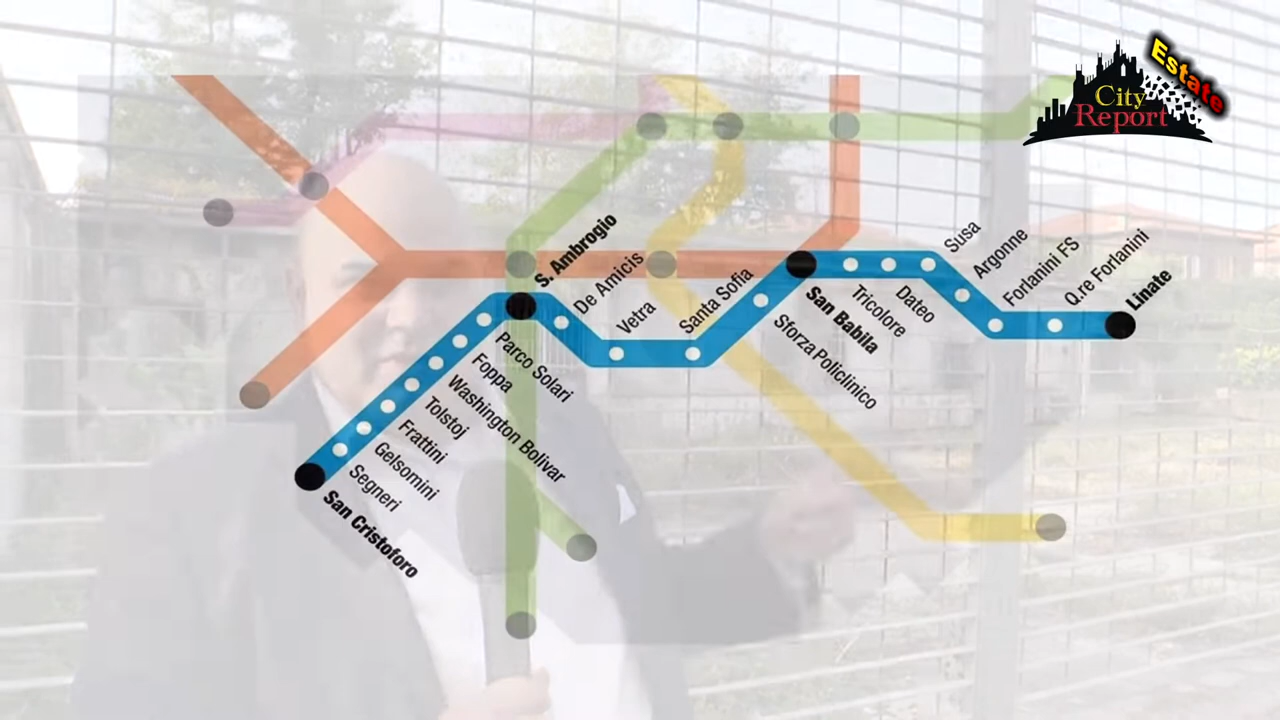 Estate
City
Report
S. Ambrogio
De Amicis
Vetra
Santa Sofia
Susa
Argonne
Forlanini FS
Q.re Forlanini
Linate
San Babila
Tricolore
Dateo
Sforza Policlinico
Parco Solari
Foppa
Washington Bolivar
Tolstoj
Frattini
Gelsomini
Segneri
San Cristoforo